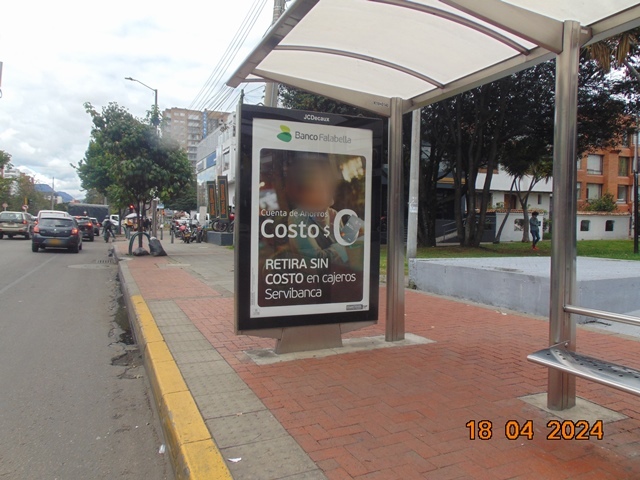 JCDecaux
Banco Falabella
Cuenta de Ahorros
Costo $0
RETIRA SIN
COSTO en cajeros
Servibanca
18 04 2024